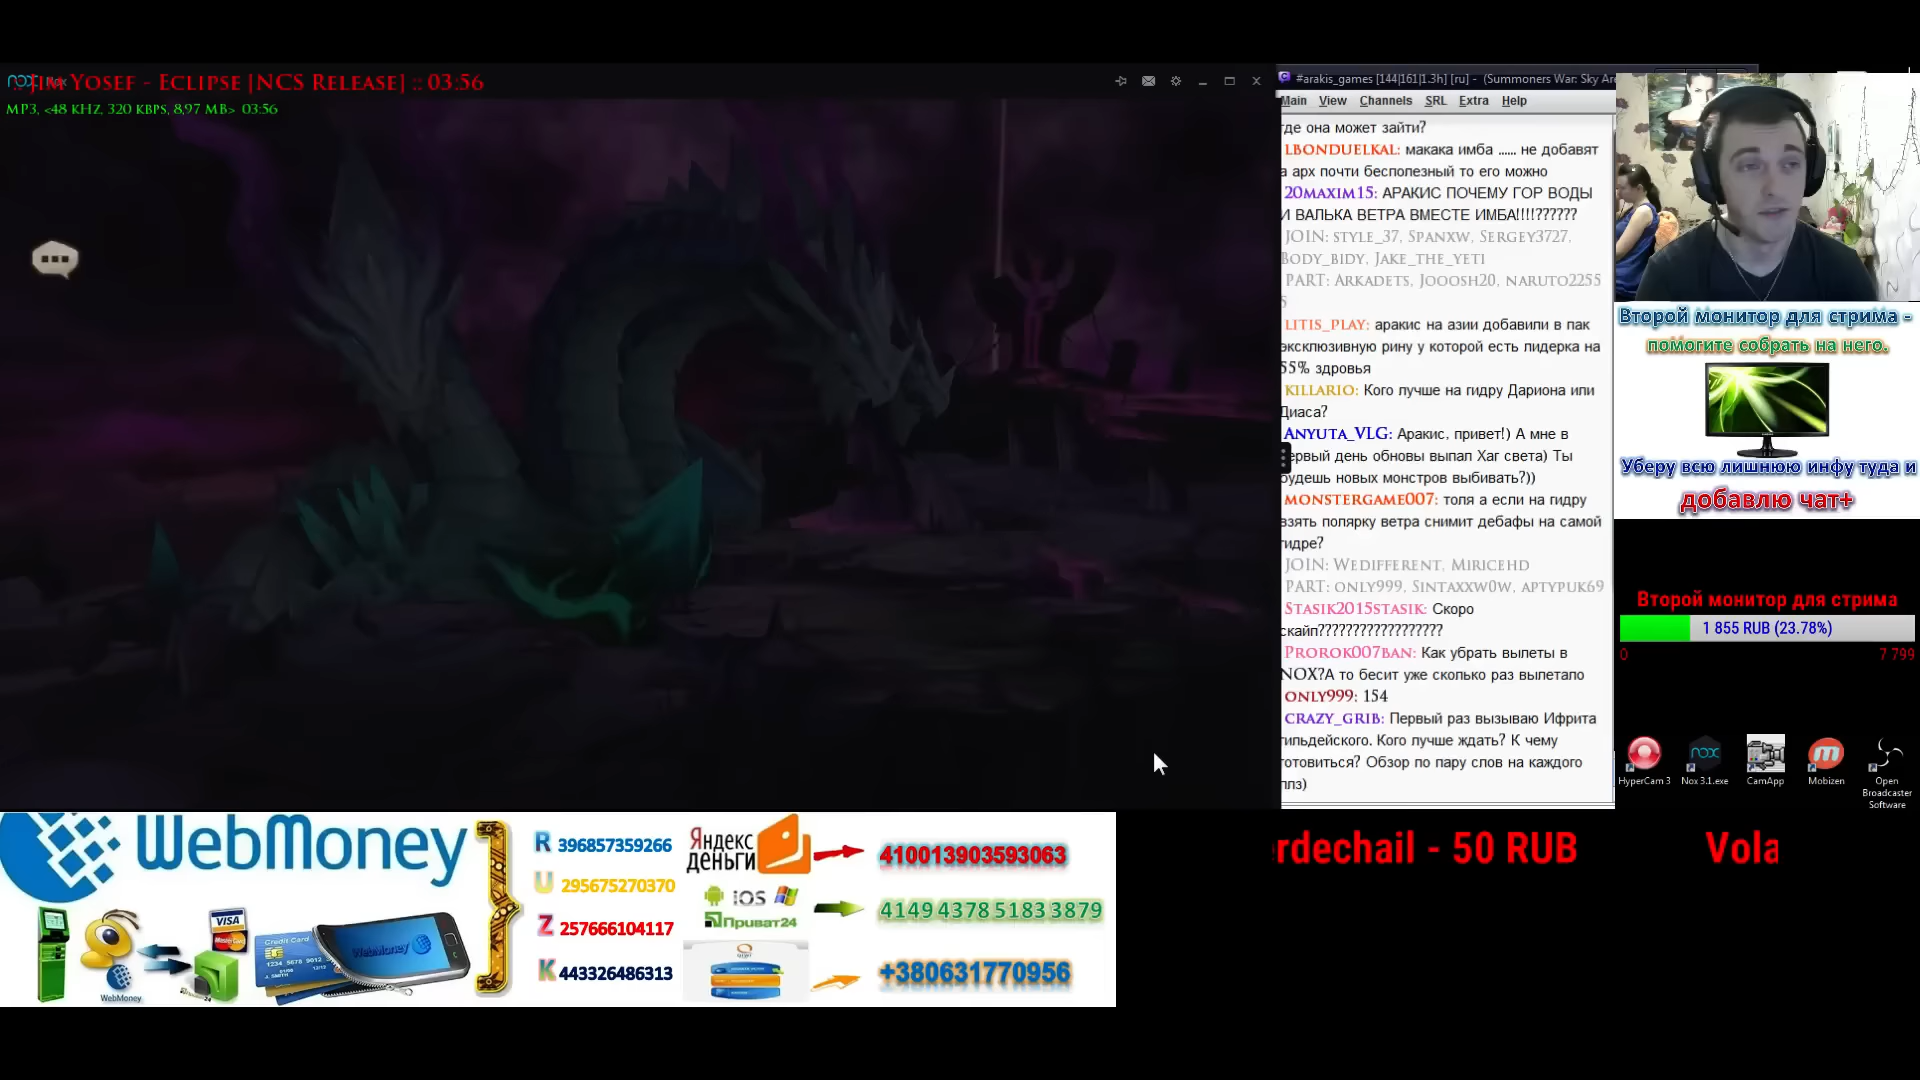 :: Jim Yosef - Eclipse [NCS Release] :: 03:56
MP3, <48 kHz, 320 kbps, 8,97 MB> 03:56
#arakis_games [144|161|1.3h] [ru] - (Summoners War: Sky Are
Main View Channels SRL Extra Help
где она может зайти?
LBONDUELKAL: макака имба ...... не добавят
а арх почти бесполезный то его можно
20MAXIM15: АРАКИС ПОЧЕМУ ГОР ВОДЫ
И ВАЛЬКА ВЕТРА ВМЕСТЕ ИМБА!!!!??????
JOIN: style_37, Spanxw, Sergey3727,
Body_bidy, Jake_the_yeti
PART: Arkadets, Jooosh20, naruto2255
5
LITIS_PLAY: аракис на азии добавили в пак
эксклюзивную рину у которой есть лидерка на
55% здровья
KILLARIO: Кого лучше на гидру Дариона или
Диаса?
Anyuta_VLG: Аракис, привет!) А мне в
ервый день обновы выпал Хаг света) Ты
будешь новых монстров выбивать?))
MONSTERGAME007: толя а если на гидру
взять полярку ветра снимит дебафы на самой
гидре?
JOIN: Wedifferent, Miricehd
PART: only999, Sintaxxw0w, aptypuk69
Stasik2015stasik: Скоро
скайп??????????????????
Prorok007ban: Как убрать вылеты в
NOX?А то бесит уже сколько раз вылетало
only999: 154
crazy_grib: Первый раз вызываю Ифрита
гильдейского. Кого лучше ждать? К чему
готовиться? Обзор по пару слов на каждого
плз)
Второй монитор для стрима -
помогите собрать на него.
Уберу всю лишнюю инфу туда и
добавлю чат+
Второй монитор для стрима
1 855 RUB (23.78%)
0 7 799
HyperCam 3 Nox 3.1.exe CamApp Mobizen Open Broadcaster Software
rdechail - 50 RUB Vola
WebMoney
R 396857359266
U 295675270370
Z 257666104117
K 443326486313
VISA
MasterCard
Credit Card
WebMoney
WebMoney
Яндекс деньги
410013903593063
iOS
Приват24
4149 4378 5183 3879
+380631770956